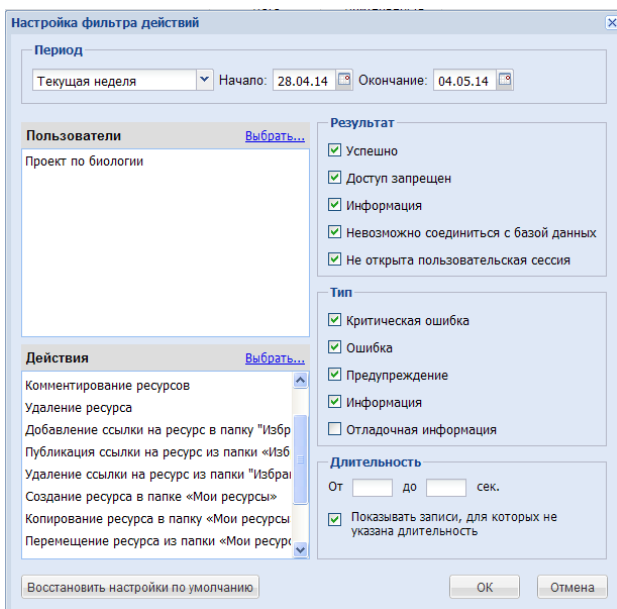 Настройка фильтра действий
Период
Текущая неделя Начало: 28.04.14 Окончание: 04.05.14
Пользователи Выбрать...
Проект по биологии
Результат
Успешно
Доступ запрещен
Информация
Невозможно соединиться с базой данных
Не открыта пользовательская сессия
Тип
Критическая ошибка
Ошибка
Предупреждение
Информация
Отладочная информация
Действия Выбрать...
Комментирование ресурсов
Удаление ресурса
Добавление ссылки на ресурс в папку "Избр
Публикация ссылки на ресурс из папки «Изб
Удаление ссылки на ресурс из папки "Избра
Создание ресурса в папке «Мои ресурсы»
Копирование ресурса в папку «Мои ресурсы
Перемещение ресурса из папки «Мои ресурс
Длительность
От до сек.
Показывать записи, для которых не
указана длительность
Восстановить настройки по умолчанию ОК Отмена